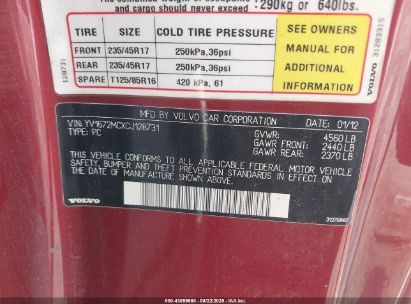 and cargo should never exceed : 290kg or 640lbs.
TIRE SIZE COLD TIRE PRESSURE
FRONT 235/45R17 250kPa,36psi
REAR 235/45R17 250kPa,36psi
SPARE T125/85R16 420 kPa, 61
SEE OWNERS
MANUAL FOR
ADDITIONAL
INFORMATION
128731
VOLVO
31283315
MFD. BY VOLVO CAR CORPORATION DATE: 01/12
VIN: YV1672MCXCJ128731
TYPE: PC
GVWR: 4560 LB
GAWR FRONT: 2440 LB
GAWR REAR: 2370 LB
THIS VEHICLE CONFORMS TO ALL APPLICABLE FEDERAL MOTOR VEHICLE
SAFETY, BUMPER AND THEFT PREVENTION STANDARDS IN
EFFECT ON THE DATE OF MANUFACTURE SHOWN ABOVE.
VOLVO